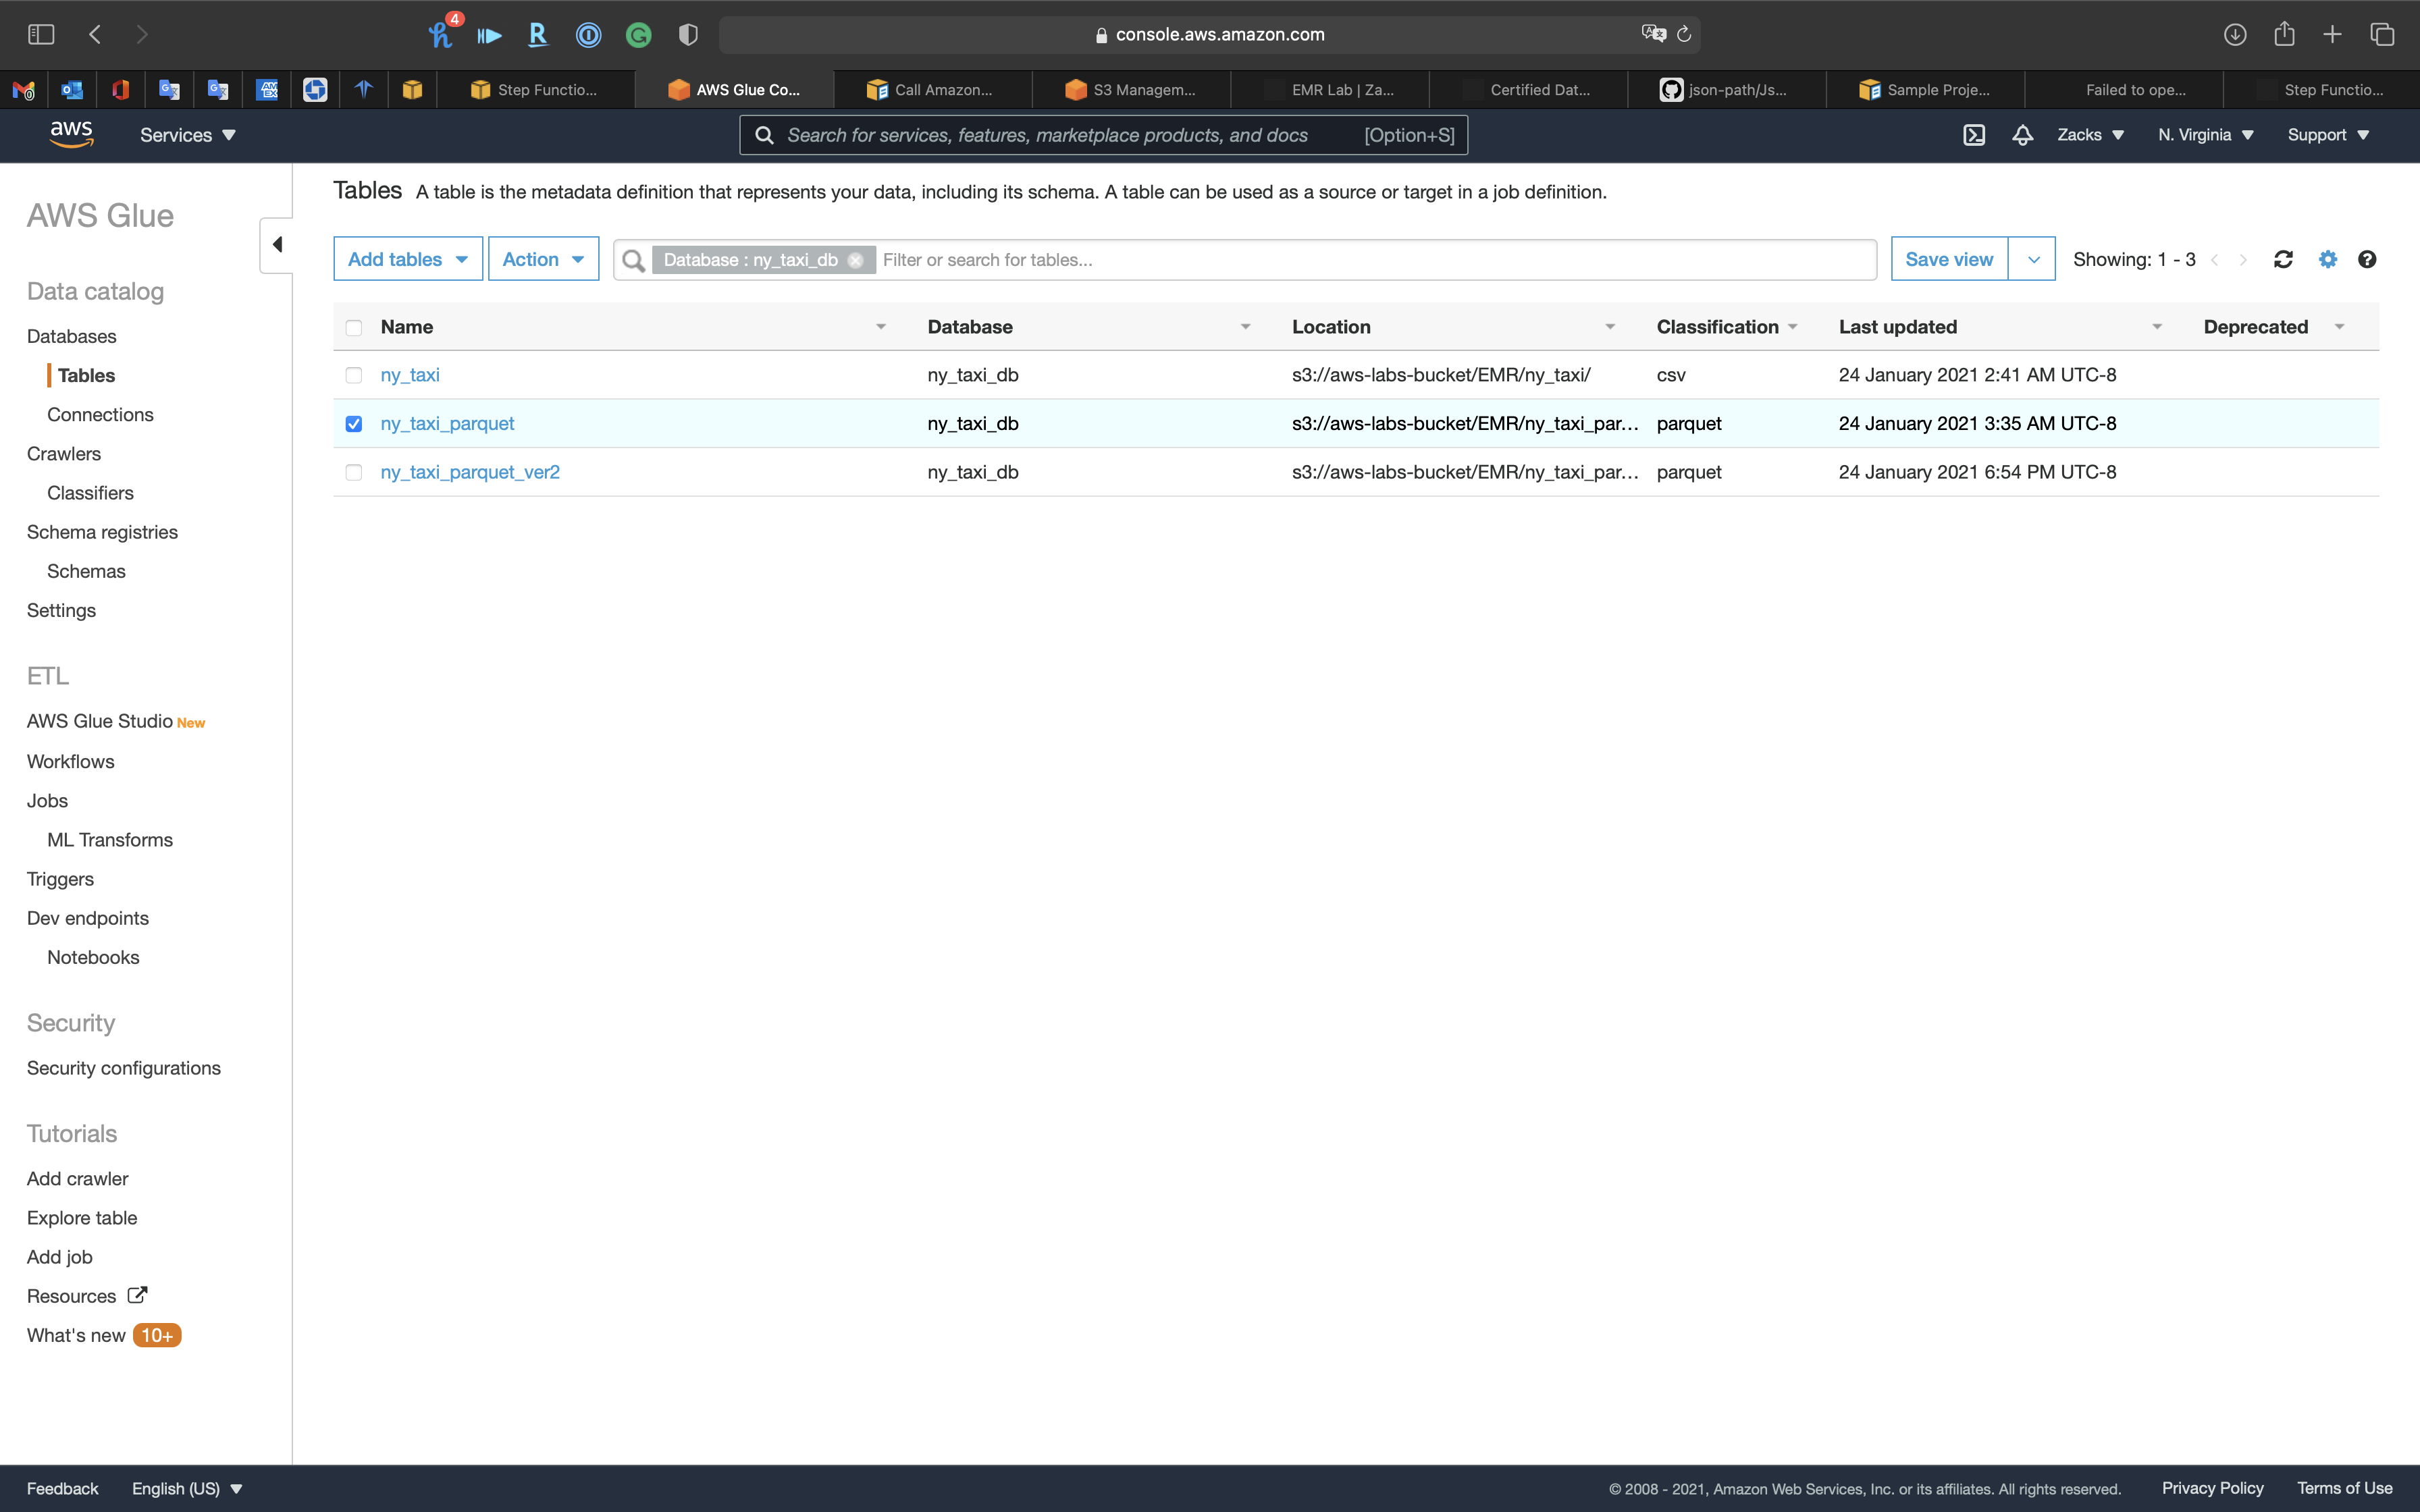 4
console.aws.amazon.com
Step Functio...
AWS Glue Co...
Call Amazon...
S3 Managem...
EMR Lab | Za...
Certified Dat...
json-path/Js...
Sample Proje...
Failed to ope...
Step Functio...
aws
Services
Search for services, features, marketplace products, and docs [Option+S]
Zacks
N. Virginia
Support
AWS Glue
Data catalog
Databases
Tables
Connections
Crawlers
Classifiers
Schema registries
Schemas
Settings
ETL
AWS Glue Studio New
Workflows
Jobs
ML Transforms
Triggers
Dev endpoints
Notebooks
Security
Security configurations
Tutorials
Add crawler
Explore table
Add job
Resources
What's new 10+
Tables A table is the metadata definition that represents your data, including its schema. A table can be used as a source or target in a job definition.
Add tables Action Database : ny_taxi_db Filter or search for tables... Save view Showing: 1 - 3
Name Database Location Classification Last updated Deprecated
ny_taxi ny_taxi_db s3://aws-labs-bucket/EMR/ny_taxi/ csv 24 January 2021 2:41 AM UTC-8
ny_taxi_parquet ny_taxi_db s3://aws-labs-bucket/EMR/ny_taxi_par... parquet 24 January 2021 3:35 AM UTC-8
ny_taxi_parquet_ver2 ny_taxi_db s3://aws-labs-bucket/EMR/ny_taxi_par... parquet 24 January 2021 6:54 PM UTC-8
Feedback English (US) © 2008 - 2021, Amazon Web Services, Inc. or its affiliates. All rights reserved. Privacy Policy Terms of Use